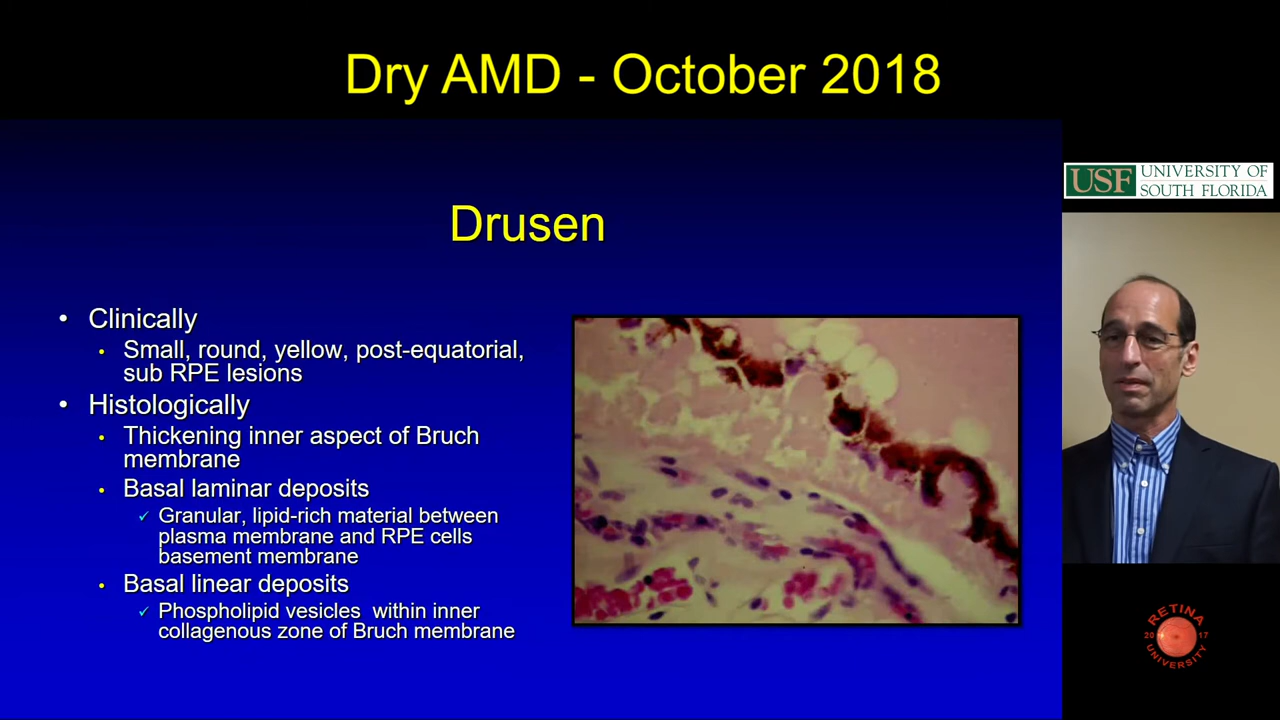 Dry AMD - October 2018
USF UNIVERSITY OF
SOUTH FLORIDA
Drusen
• Clinically
• Small, round, yellow, post-equatorial,
sub RPE lesions
• Histologically
• Thickening inner aspect of Bruch
membrane
• Basal laminar deposits
✓ Granular, lipid-rich material between
plasma membrane and RPE cells
basement membrane
• Basal linear deposits
✓ Phospholipid vesicles within inner
collagenous zone of Bruch membrane
RETINA
20 17
UNIVERSITY